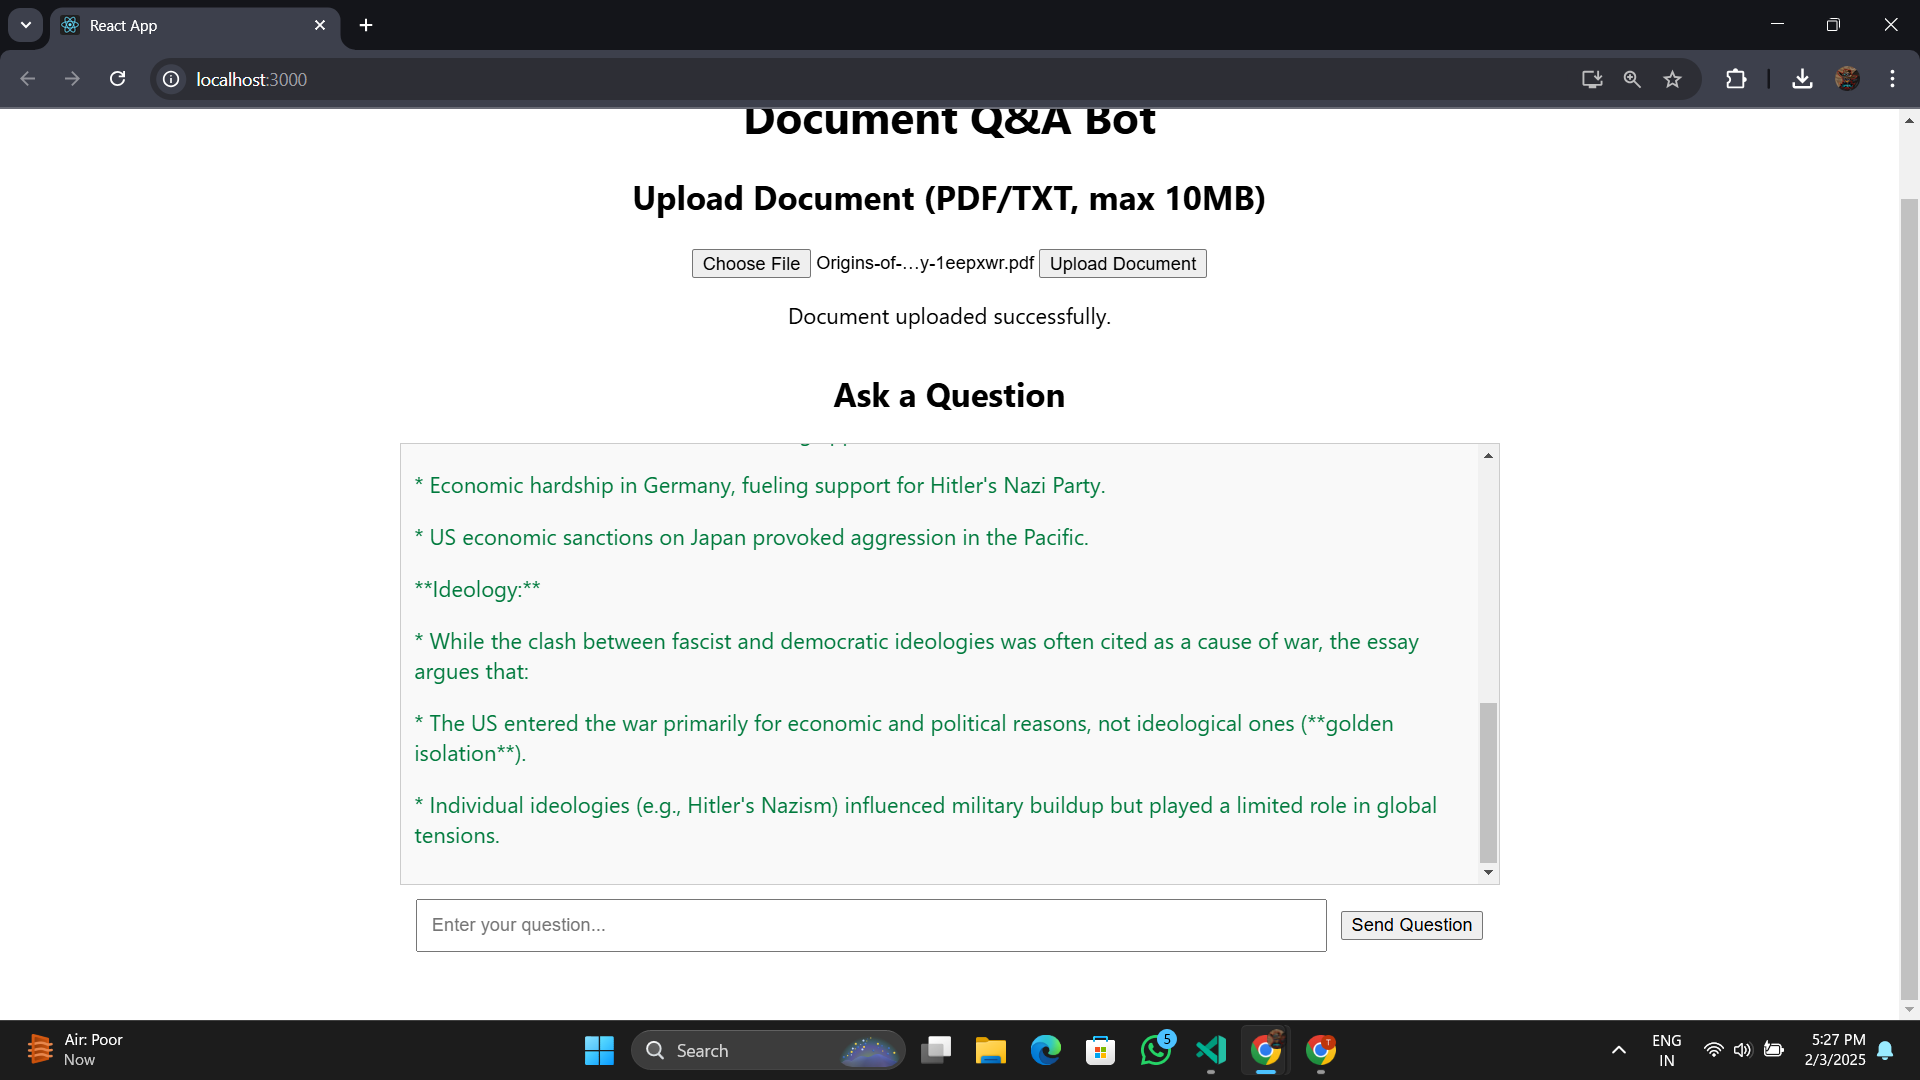 React App
localhost:3000
Document Q&A Bot
Upload Document (PDF/TXT, max 10MB)
Choose File Origins-of-...y-1eepxwr.pdf Upload Document
Document uploaded successfully.
Ask a Question
* Economic hardship in Germany, fueling support for Hitler's Nazi Party.
* US economic sanctions on Japan provoked aggression in the Pacific.
**Ideology:**
* While the clash between fascist and democratic ideologies was often cited as a cause of war, the essay
argues that:
* The US entered the war primarily for economic and political reasons, not ideological ones (**golden
isolation**).
* Individual ideologies (e.g., Hitler's Nazism) influenced military buildup but played a limited role in global
tensions.
Enter your question... Send Question
Air: Poor
Now
Search
5
T
ENG
IN
5:27 PM
2/3/2025